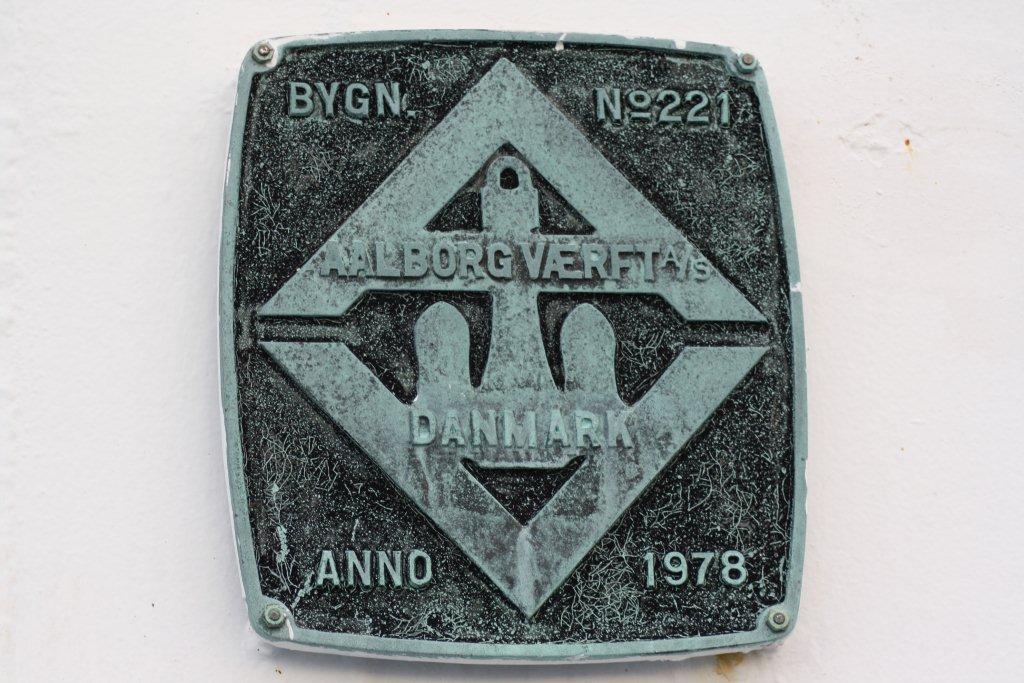 BYGN. Nº221
AALBORG VÆRFT A/S
DANMARK
ANNO 1978